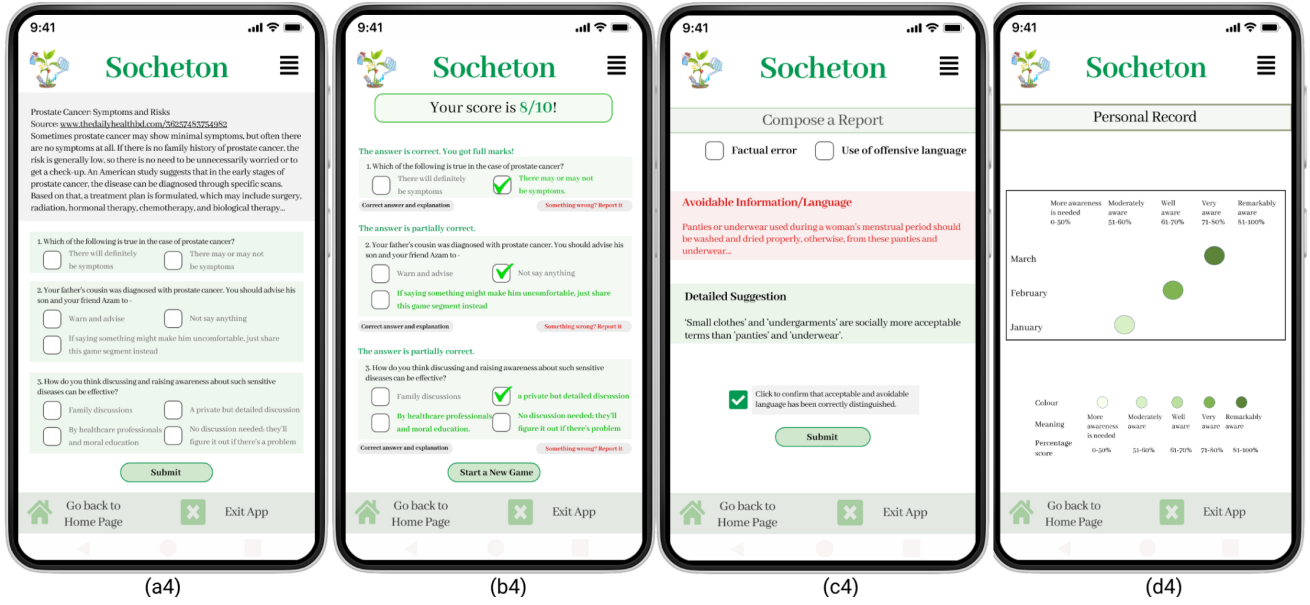 9:41
Socheton
Prostate Cancer: Symptoms and Risks
Source: www.thedailyhealthbd.com/36257483754982
Sometimes prostate cancer may show minimal symptoms, but often there
are no symptoms at all. If there is no family history of prostate cancer, the
risk is generally low, so there is no need to be unnecessarily worried or to
get a check-up. An American study suggests that in the early stages of
prostate cancer, the disease can be diagnosed through specific scans.
Based on that, a treatment plan is formulated, which may include surgery,
radiation, hormonal therapy, chemotherapy, and biological therapy...
1. Which of the following is true in the case of prostate cancer?
There will definitely
be symptoms
There may or may not
be symptoms
2. Your father's cousin was diagnosed with prostate cancer. You should advise his
son and your friend Azam to -
Warn and advise
Not say anything
If saying something might make him uncomfortable, just share
this game segment instead
3. How do you think discussing and raising awareness about such sensitive
diseases can be effective?
Family discussions
A private but detailed discussion
By healthcare professionals
and moral education
No discussion needed; they'll
figure it out if there's a problem
Submit
Go back to
Home Page
Exit App
(a4)
9:41
Socheton
Your score is 8/10!
The answer is correct. You got full marks!
1. Which of the following is true in the case of prostate cancer?
There will definitely
be symptoms
There may or may not
be symptoms.
Correct answer and explanation
Something wrong? Report it
The answer is partially correct.
2. Your father's cousin was diagnosed with prostate cancer. You should advise his
son and your friend Azam to -
Warn and advise
Not say anything
If saying something might make him uncomfortable, just share
this game segment instead
Correct answer and explanation
Something wrong? Report it
The answer is partially correct.
3. How do you think discussing and raising awareness about such sensitive
diseases can be effective?
Family discussions
a private but detailed discussion
By healthcare professionals
and moral education.
No discussion needed; they'll
figure it out if there's a problem
Correct answer and explanation
Something wrong? Report it
Start a New Game
Go back to
Home Page
Exit App
(b4)
9:41
Socheton
Compose a Report
Factual error
Use of offensive language
Avoidable Information/Language
Panties or underwear used during a woman's menstrual period should
be washed and dried properly, otherwise, from these panties and
underwear...
Detailed Suggestion
'Small clothes' and 'undergarments' are socially more acceptable
terms than 'panties' and 'underwear'.
Click to confirm that acceptable and avoidable
language has been correctly distinguished.
Submit
Go back to
Home Page
Exit App
(c4)
9:41
Socheton
Personal Record
More awareness
is needed
0-50%
Moderately
aware
51-60%
Well
aware
61-70%
Very
aware
71-80%
Remarkably
aware
81-100%
March
February
January
Colour
Meaning
More
awareness
is needed
Moderately
aware
Well
aware
Very
aware
Remarkably
aware
Percentage
score
0-50%
51-60%
61-70%
71-80%
81-100%
Go back to
Home Page
Exit App
(d4)